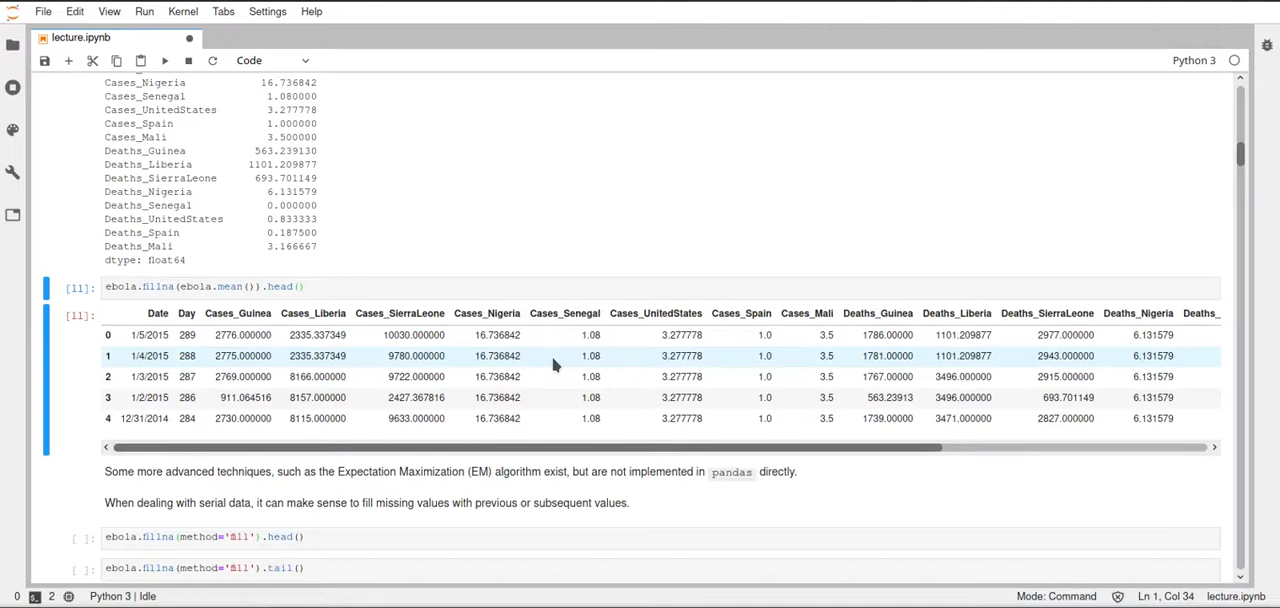 File Edit View Run Kernel Tabs Settings Help
lecture.ipynb
Code
Python 3
Cases_Nigeria 16.736842
Cases_Senegal 1.080000
Cases_UnitedStates 3.277778
Cases_Spain 1.000000
Cases_Mali 3.500000
Deaths_Guinea 563.239130
Deaths_Liberia 1101.209877
Deaths_SierraLeone 693.701149
Deaths_Nigeria 6.131579
Deaths_Senegal 0.000000
Deaths_UnitedStates 0.833333
Deaths_Spain 0.187500
Deaths_Mali 3.166667
dtype: float64
[11]: ebola.fillna(ebola.mean()).head()
[11]: Date Day Cases_Guinea Cases_Liberia Cases_SierraLeone Cases_Nigeria Cases_Senegal Cases_UnitedStates Cases_Spain Cases_Mali Deaths_Guinea Deaths_Liberia Deaths_SierraLeone Deaths_Nigeria Deaths_
0 1/5/2015 289 2776.000000 2335.337349 10030.000000 16.736842 1.08 3.277778 1.0 3.5 1786.00000 1101.209877 2977.000000 6.131579
1 1/4/2015 288 2775.000000 2335.337349 9780.000000 16.736842 1.08 3.277778 1.0 3.5 1781.00000 1101.209877 2943.000000 6.131579
2 1/3/2015 287 2769.000000 8166.000000 9722.000000 16.736842 1.08 3.277778 1.0 3.5 1767.00000 3496.000000 2915.000000 6.131579
3 1/2/2015 286 911.064516 8157.000000 2427.367816 16.736842 1.08 3.277778 1.0 3.5 563.23913 3496.000000 693.701149 6.131579
4 12/31/2014 284 2730.000000 8115.000000 9633.000000 16.736842 1.08 3.277778 1.0 3.5 1739.00000 3471.000000 2827.000000 6.131579
Some more advanced techniques, such as the Expectation Maximization (EM) algorithm exist, but are not implemented in pandas directly.
When dealing with serial data, it can make sense to fill missing values with previous or subsequent values.
[ ]: ebola.fillna(method='ffill').head()
[ ]: ebola.fillna(method='ffill').tail()
0 2 Python 3 | Idle Mode: Command Ln 1, Col 34 lecture.ipynb